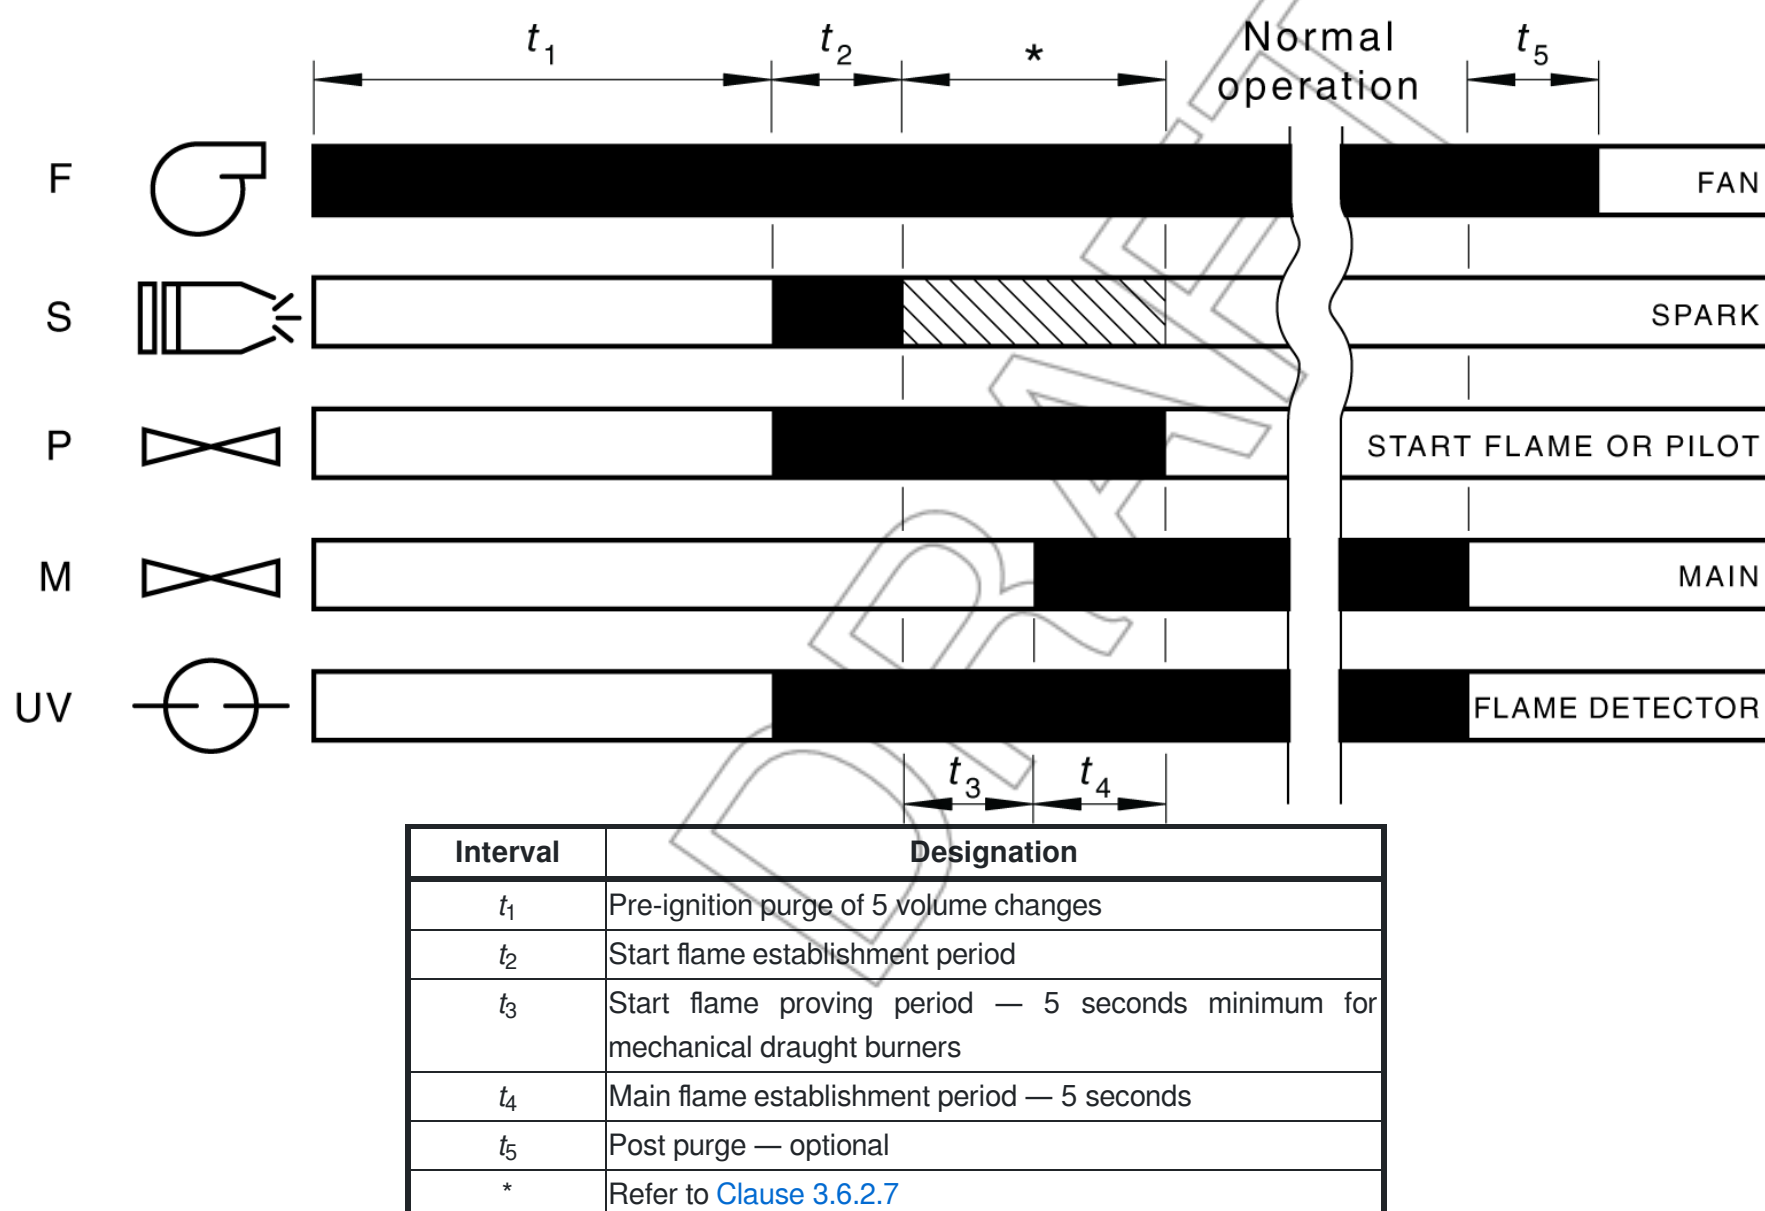 t1 t2 * Normal operation t5
F FAN
S SPARK
P START FLAME OR PILOT
M MAIN
UV FLAME DETECTOR
t3 t4
DRAFT
Interval Designation
t1 Pre-ignition purge of 5 volume changes
t2 Start flame establishment period
t3 Start flame proving period — 5 seconds minimum for
mechanical draught burners
t4 Main flame establishment period — 5 seconds
t5 Post purge — optional
* Refer to Clause 3.6.2.7